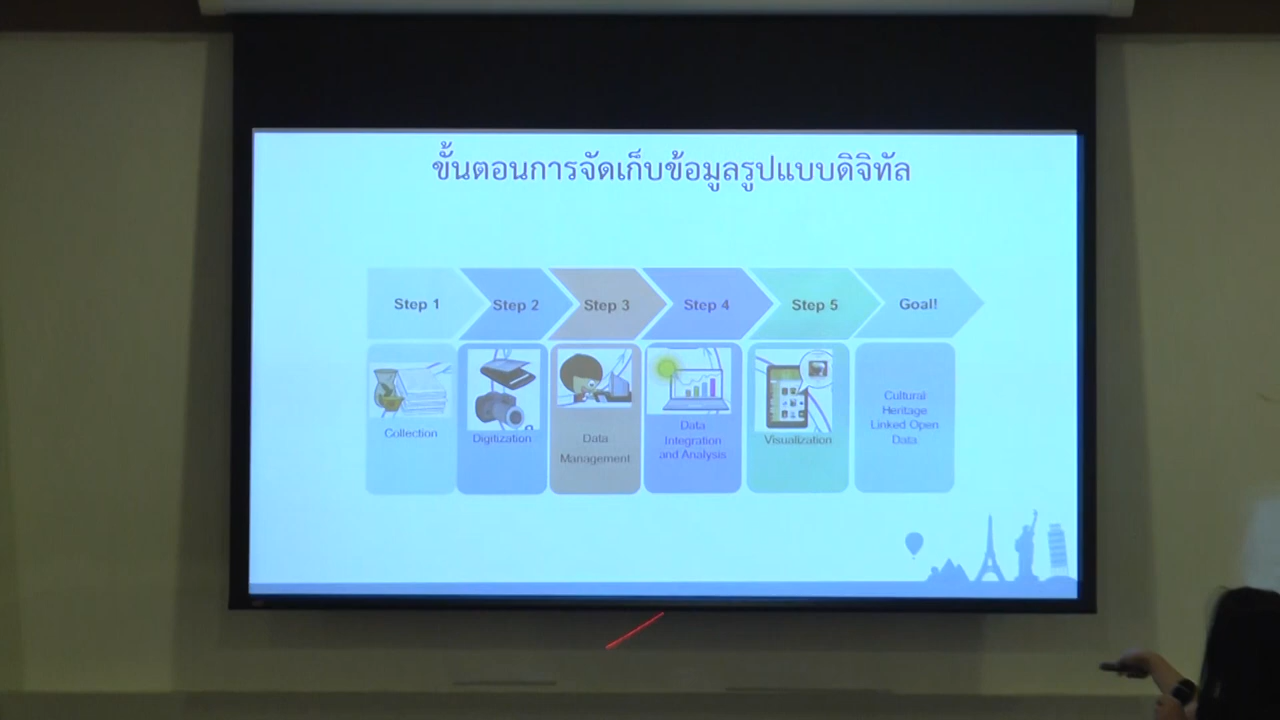 ขั้นตอนการจัดเก็บข้อมูลรูปแบบดิจิทัล
Step 1
Step 2
Step 3
Step 4
Step 5
Goal!
Collection
Digitization
Data
Management
Data
Integration
and Analysis
Visualization
Cultural
Heritage
Linked Open
Data